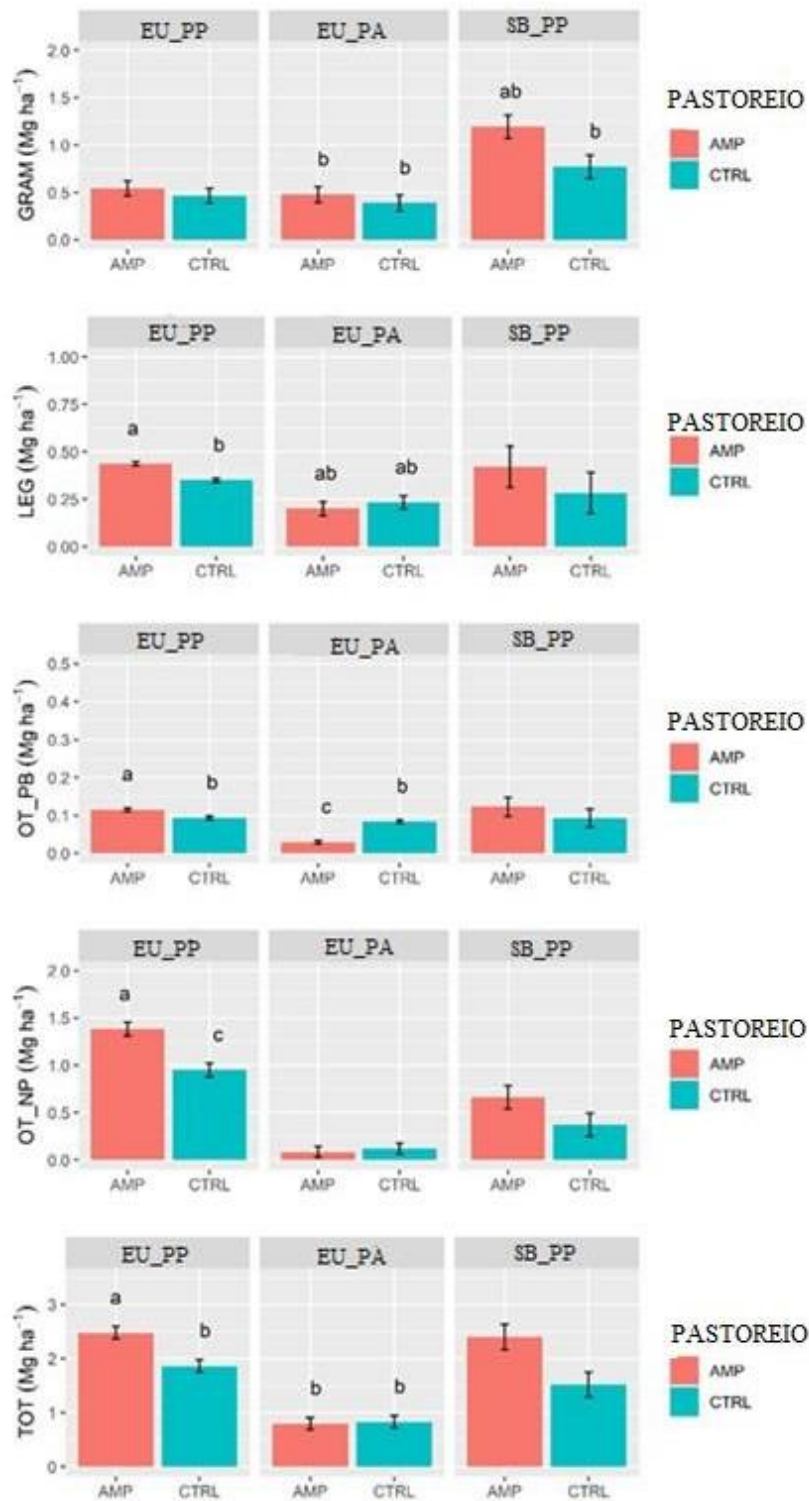 EU_PP EU_PA SB_PP
GRAM (Mg ha⁻¹)
2.0
1.5
1.0
0.5
0.0
b b ab b
AMP CTRL AMP CTRL AMP CTRL
PASTOREIO
AMP
CTRL
EU_PP EU_PA SB_PP
LEG (Mg ha⁻¹)
1.00
0.75
0.50
0.25
0.00
a b ab ab
AMP CTRL AMP CTRL AMP CTRL
PASTOREIO
AMP
CTRL
EU_PP EU_PA SB_PP
OT_PB (Mg ha⁻¹)
0.5
0.4
0.3
0.2
0.1
0.0
a b c b
AMP CTRL AMP CTRL AMP CTRL
PASTOREIO
AMP
CTRL
EU_PP EU_PA SB_PP
OT_NP (Mg ha⁻¹)
2.0
1.5
1.0
0.5
0.0
a c
AMP CTRL AMP CTRL AMP CTRL
PASTOREIO
AMP
CTRL
EU_PP EU_PA SB_PP
TOT (Mg ha⁻¹)
3
2
1
0
a b b b
AMP CTRL AMP CTRL AMP CTRL
PASTOREIO
AMP
CTRL